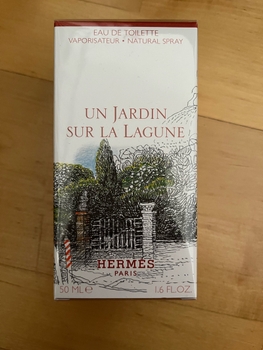 EAU DE TOILETTE
VAPORISATEUR • NATURAL SPRAY
UN JARDIN
SUR LA LAGUNE
HERMÈS
PARIS
50 ML ℮ 1.6 FL.OZ.